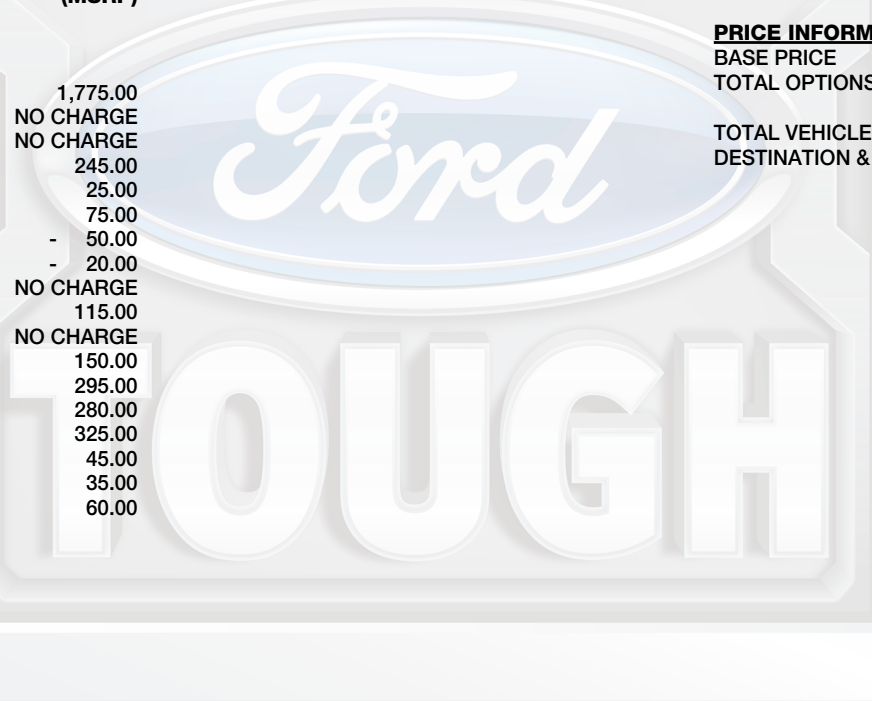 (MSRP)
1,775.00
NO CHARGE
NO CHARGE
245.00
25.00
75.00
- 50.00
- 20.00
NO CHARGE
115.00
NO CHARGE
150.00
295.00
280.00
325.00
45.00
35.00
60.00
PRICE INFORM
BASE PRICE
TOTAL OPTIONS
TOTAL VEHICLE
DESTINATION &
Ford
TOUGH